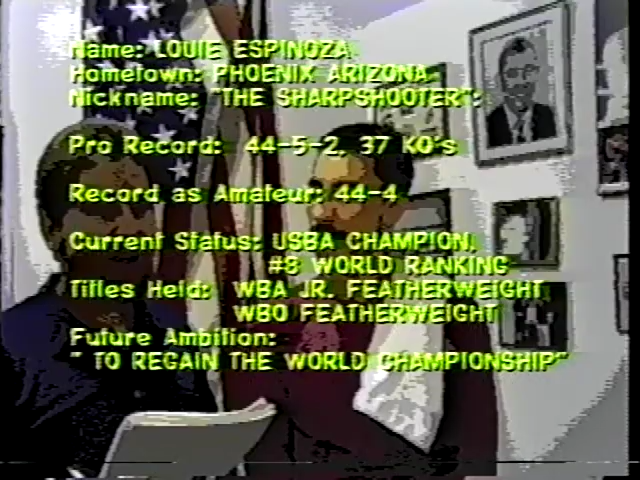 Name: LOUIE ESPINOZA.
Hometown: PHOENIX ARIZONA.
Nickname: "THE SHARPSHOOTER":
Pro Record: 44-5-2, 37 KO's
Record as Amateur: 44-4
Current Status: USBA CHAMPION,
#8 WORLD RANKING
Titles Held: WBA JR. FEATHERWEIGHT
WBO FEATHERWEIGHT
Future Ambition:
" TO REGAIN THE WORLD CHAMPIONSHIP"